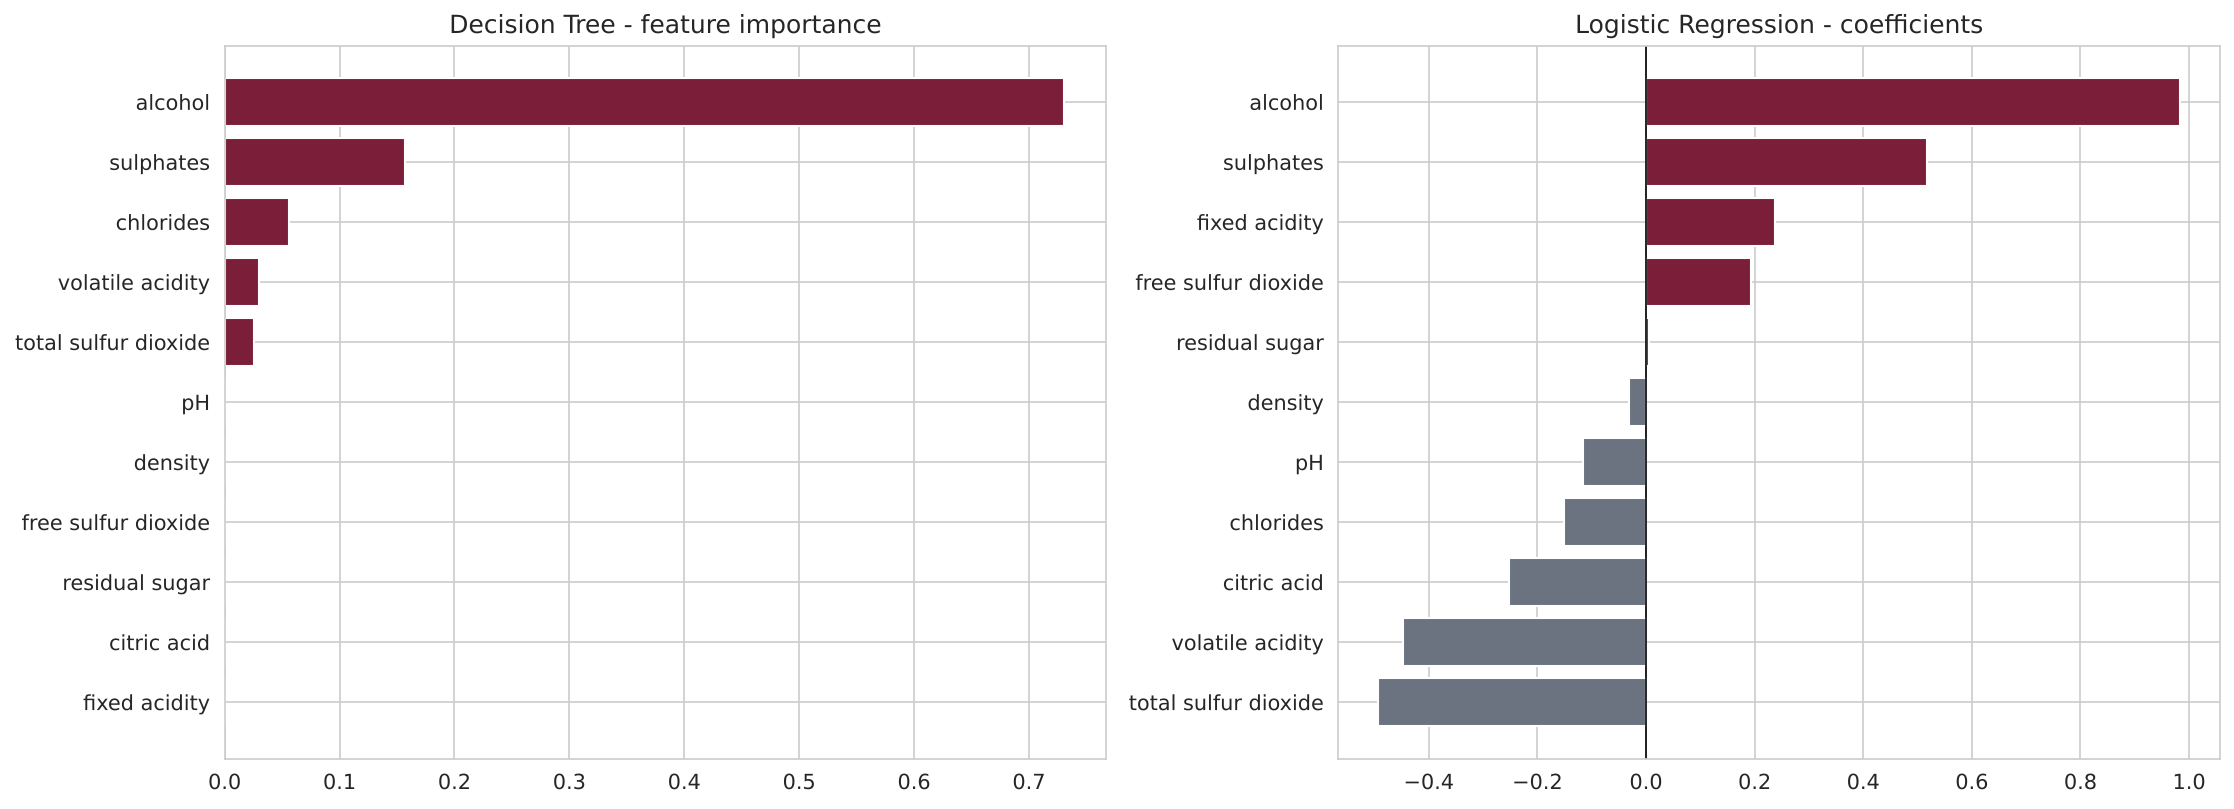 Decision Tree - feature importance
alcohol
sulphates
chlorides
volatile acidity
total sulfur dioxide
pH
density
free sulfur dioxide
residual sugar
citric acid
fixed acidity
0.0 0.1 0.2 0.3 0.4 0.5 0.6 0.7
Logistic Regression - coefficients
alcohol
sulphates
fixed acidity
free sulfur dioxide
residual sugar
density
pH
chlorides
citric acid
volatile acidity
total sulfur dioxide
−0.4 −0.2 0.0 0.2 0.4 0.6 0.8 1.0